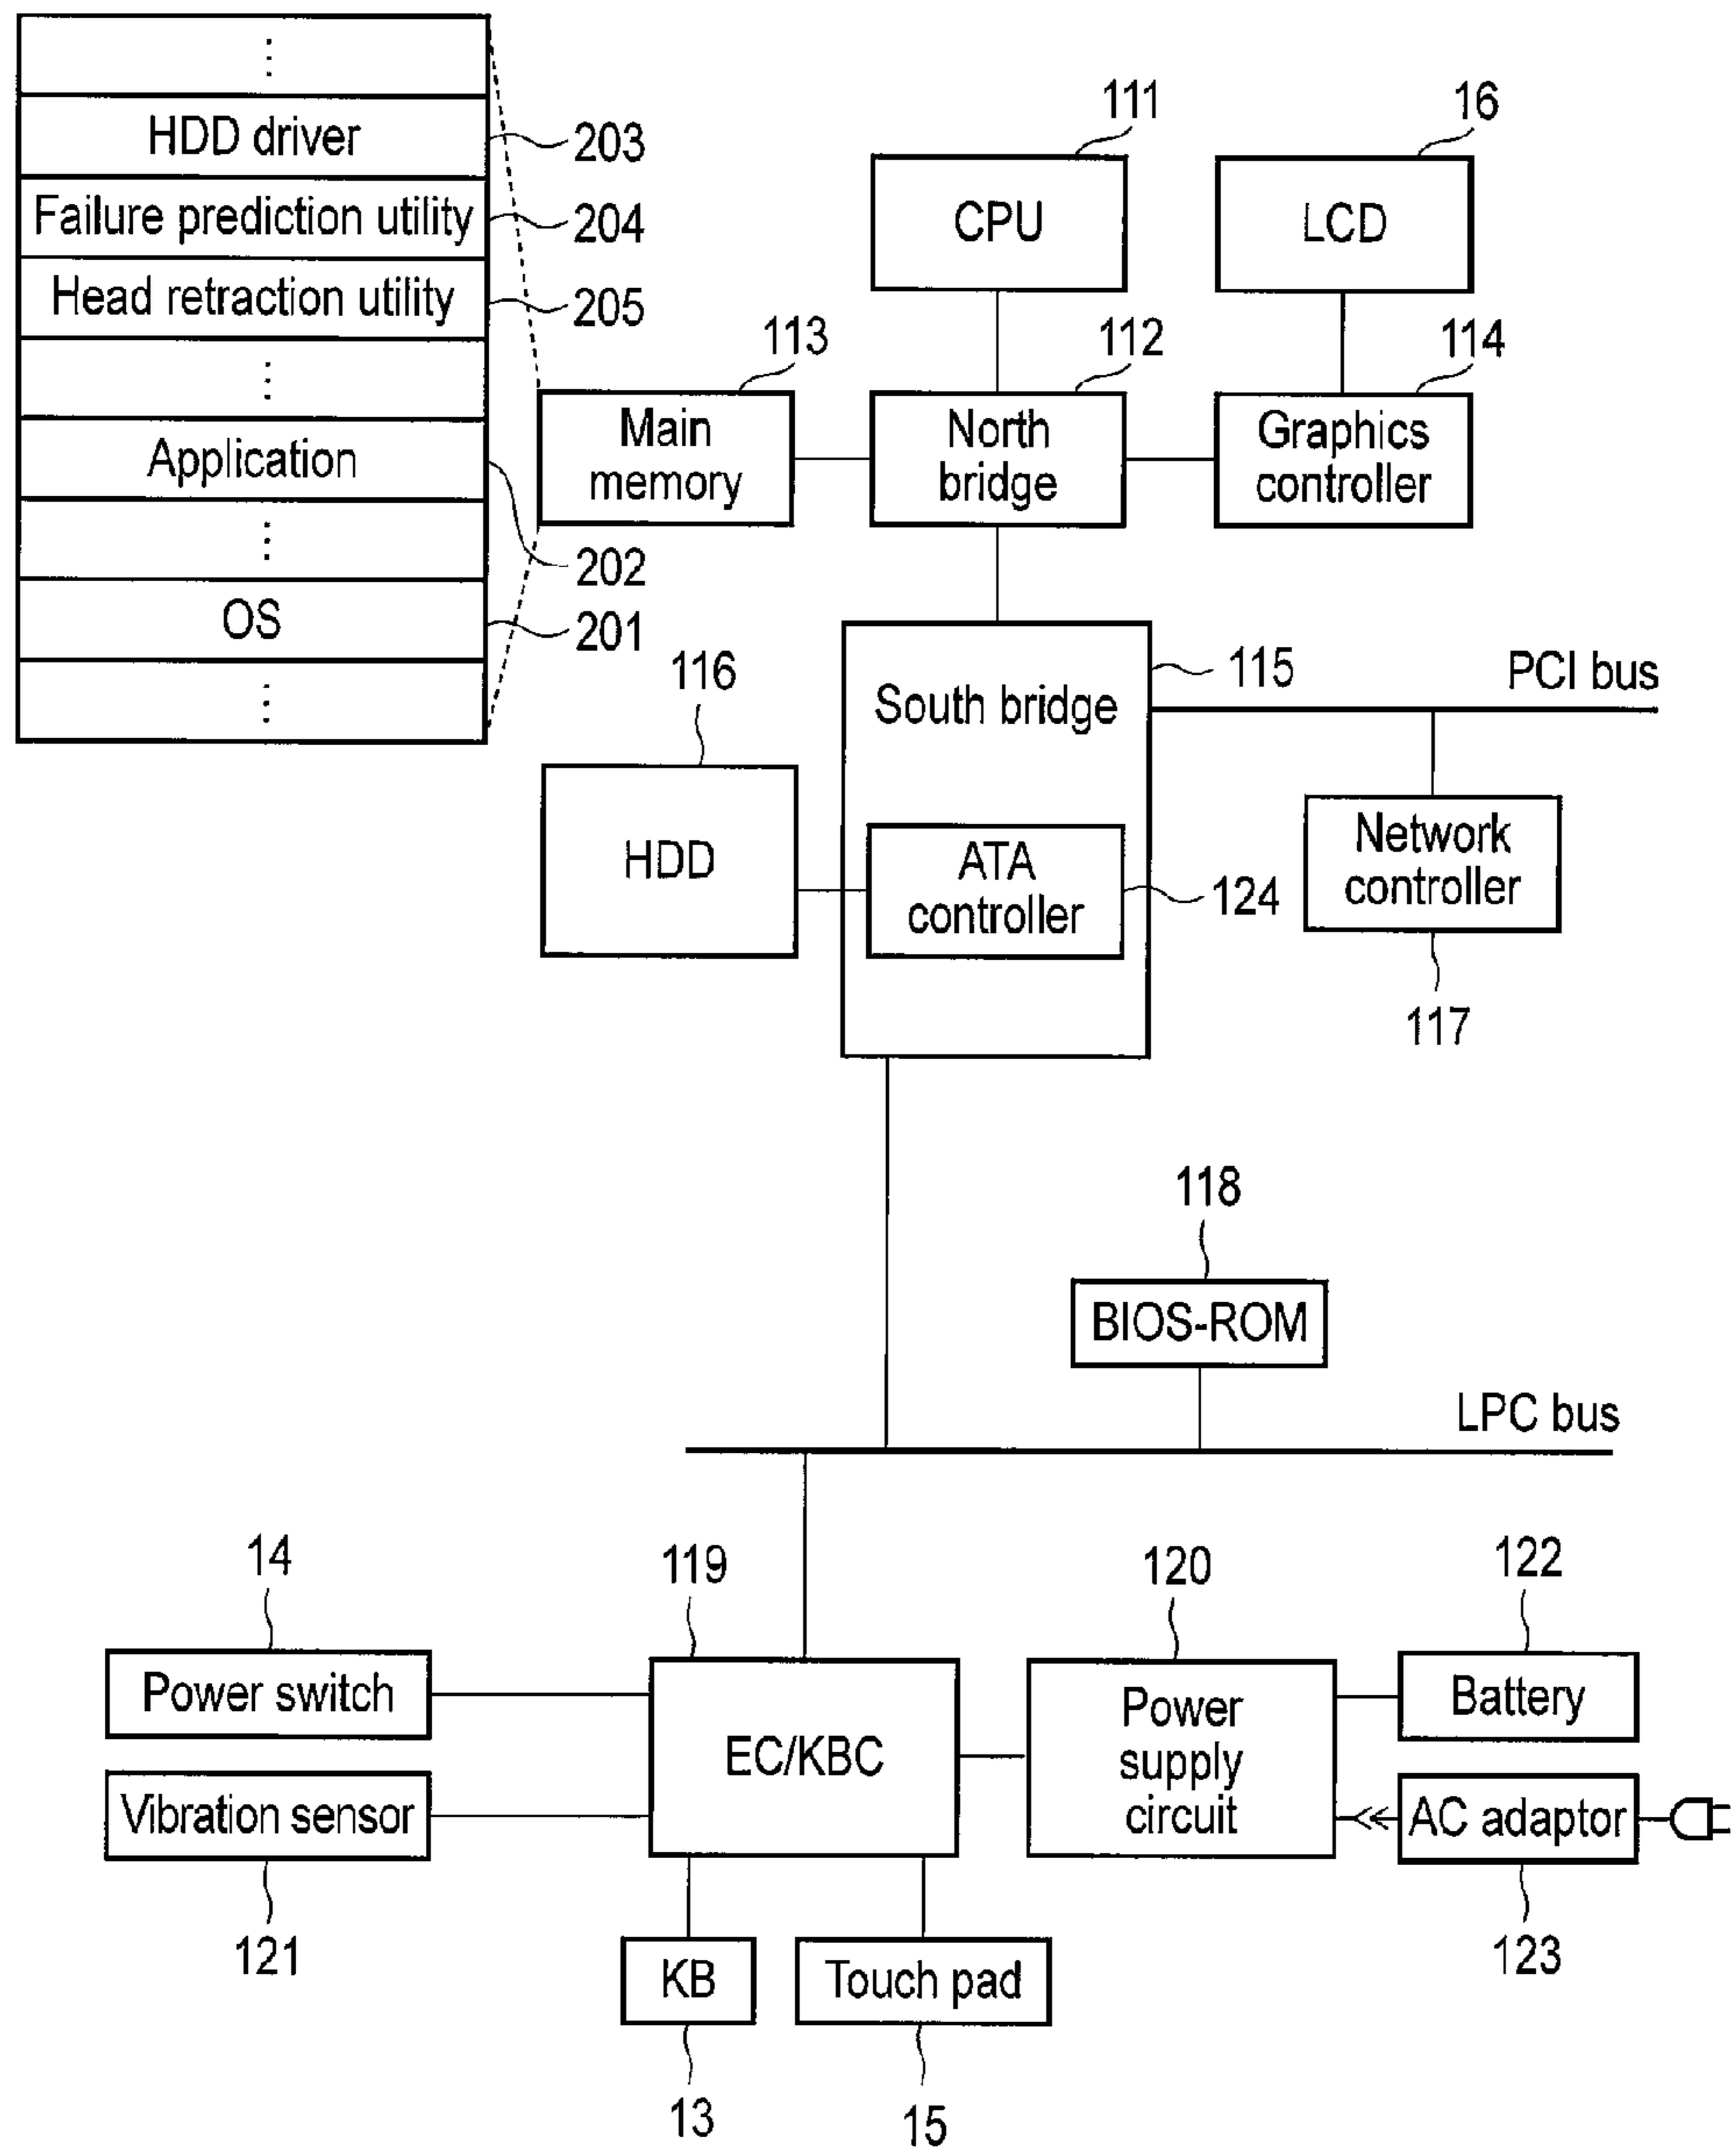 ⋮
HDD driver
203
Failure prediction utility
204
Head retraction utility
205
⋮
Application
202
⋮
OS
201
⋮
111
CPU
16
LCD
113
Main
memory
112
North
bridge
114
Graphics
controller
115
South bridge
PCI bus
116
HDD
ATA
controller
124
Network
controller
117
118
BIOS-ROM
LPC bus
14
Power switch
119
EC/KBC
120
Power
supply
circuit
122
Battery
Vibration sensor
121
AC adaptor
123
KB
13
Touch pad
15